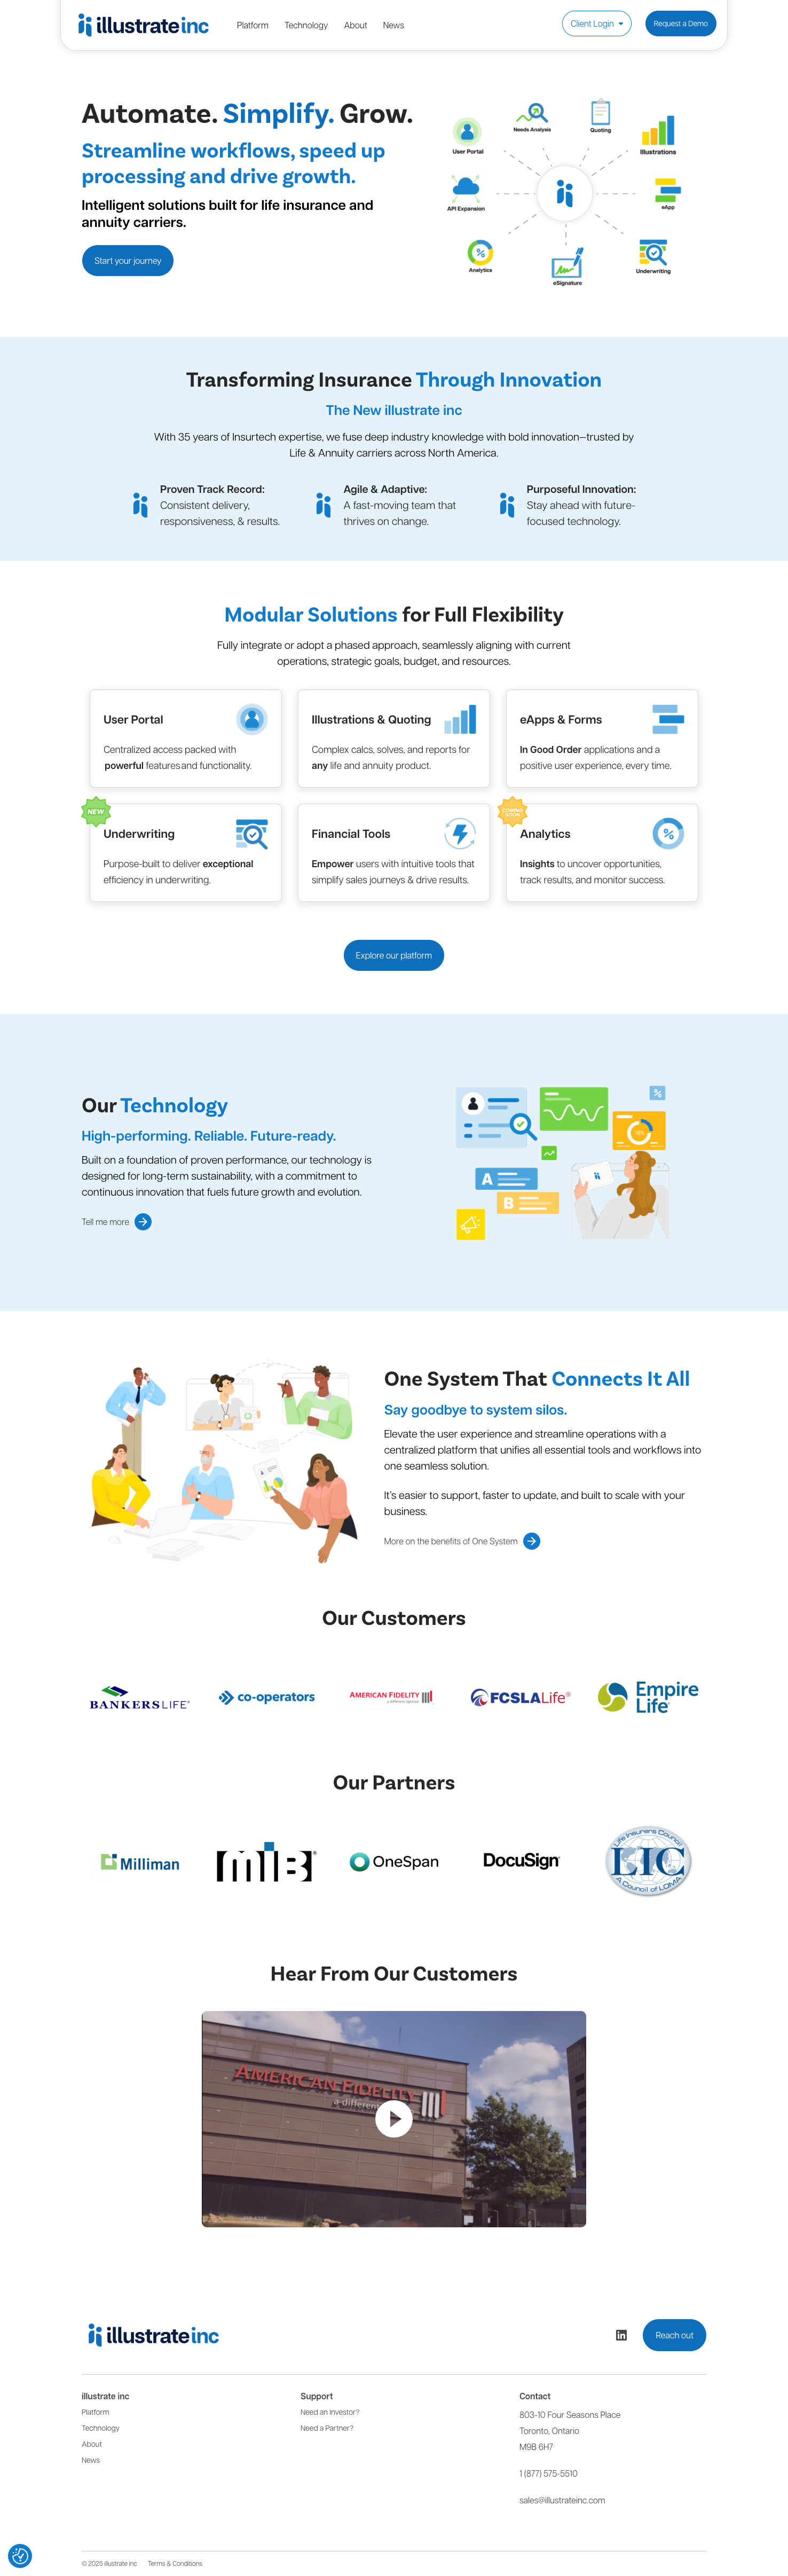 illustrate inc
Platform
Technology
About
News
Client Login
Request a Demo
Automate. Simplify. Grow.
Streamline workflows, speed up
processing and drive growth.
Intelligent solutions built for life insurance and
annuity carriers.
Start your journey
User Portal
Needs Analysis
Quoting
Illustrations
API Expansion
eApp
Analytics
eSignature
Underwriting
Transforming Insurance Through Innovation
The New illustrate inc
With 35 years of Insurtech expertise, we fuse deep industry knowledge with bold innovation—trusted by
Life & Annuity carriers across North America.
Proven Track Record:
Consistent delivery,
responsiveness, & results.
Agile & Adaptive:
A fast-moving team that
thrives on change.
Purposeful Innovation:
Stay ahead with future-
focused technology.
Modular Solutions for Full Flexibility
Fully integrate or adopt a phased approach, seamlessly aligning with current
operations, strategic goals, budget, and resources.
User Portal
Centralized access packed with
powerful features and functionality.
Illustrations & Quoting
Complex calcs, solves, and reports for
any life and annuity product.
eApps & Forms
In Good Order applications and a
positive user experience, every time.
NEW
Underwriting
Purpose-built to deliver exceptional
efficiency in underwriting.
Financial Tools
Empower users with intuitive tools that
simplify sales journeys & drive results.
COMING
SOON
Analytics
Insights to uncover opportunities,
track results, and monitor success.
Explore our platform
Our Technology
High-performing. Reliable. Future-ready.
Built on a foundation of proven performance, our technology is
designed for long-term sustainability, with a commitment to
continuous innovation that fuels future growth and evolution.
Tell me more
%
75%
A
B
One System That Connects It All
Say goodbye to system silos.
Elevate the user experience and streamline operations with a
centralized platform that unifies all essential tools and workflows into
one seamless solution.
It's easier to support, faster to update, and built to scale with your
business.
More on the benefits of One System
Our Customers
BANKERS LIFE®
co-operators
AMERICAN FIDELITY
a different opinion
FCSLA Life®
Empire
Life
Our Partners
Milliman
MIB®
OneSpan
DocuSign
Life Insurers Council
LIC
A Council of LOMA
Hear From Our Customers
AMERICAN FIDELITY
a different
illustrate inc
Reach out
illustrate inc
Platform
Technology
About
News
Support
Need an Investor?
Need a Partner?
Contact
803-10 Four Seasons Place
Toronto, Ontario
M9B 6H7
1 (877) 575-5510
sales@illustrateinc.com
© 2025 illustrate inc
Terms & Conditions